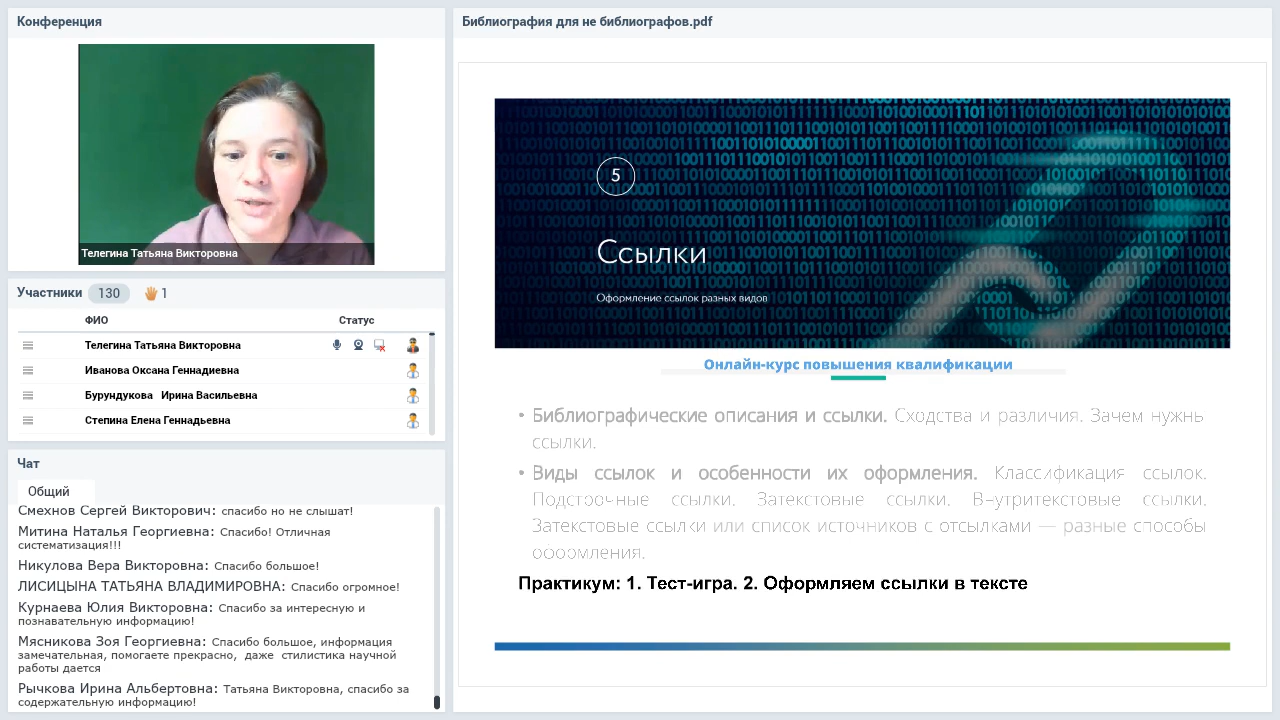 Конференция
Телегина Татьяна Викторовна
Участники 130 1
ФИО Статус
Телегина Татьяна Викторовна
Иванова Оксана Геннадиевна
Бурундукова Ирина Васильевна
Степина Елена Геннадьевна
Чат
Общий
Смехнов Сергей Викторович: спасибо но не слышат!
Митина Наталья Георгиевна: Спасибо! Отличная
систематизация!!!
Никулова Вера Викторовна: Спасибо большое!
ЛИСИЦЫНА ТАТЬЯНА ВЛАДИМИРОВНА: Спасибо огромное!
Курнаева Юлия Викторовна: Спасибо за интересную и
познавательную информацию!
Мясникова Зоя Георгиевна: Спасибо большое, информация
замечательная, помогаете прекрасно, даже стилистика научной
работы дается
Рычкова Ирина Альбертовна: Татьяна Викторовна, спасибо за
содержательную информацию!
Библиография для не библиографов.pdf
5
Ссылки
Оформление ссылок разных видов
Онлайн-курс повышения квалификации
• Библиографические описания и ссылки. Сходства и различия. Зачем нужнь
ссылки.
• Виды ссылок и особенности их оформления. Классификация ссылок.
Подстрочные ссылки. Затекстовые ссылки. Внутритекстовые ссылки.
Затекстовые ссылки или список источников с отсылками — разные способы
оформления.
Практикум: 1. Тест-игра. 2. Оформляем ссылки в тексте